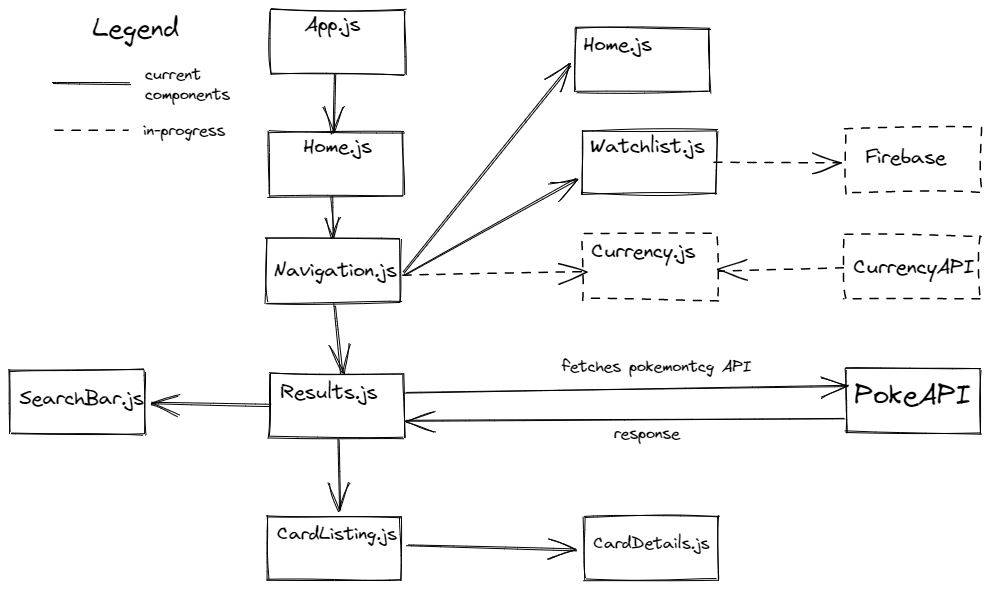 Legend
current
components
in-progress
App.js
Home.js
Home.js
Watchlist.js
Firebase
Navigation.js
Currency.js
CurrencyAPI
SearchBar.js
Results.js
fetches pokemontcg API
response
PokeAPI
CardListing.js
CardDetails.js